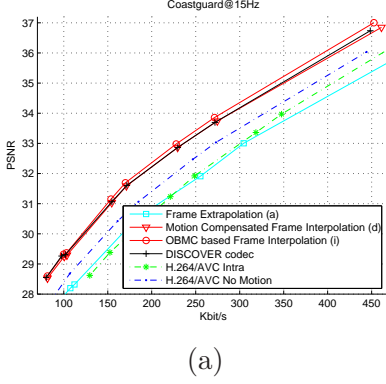 Coastguard@15Hz
37
36
35
34
33
32
31
30
29
28
PSNR
100
150
200
250
300
350
400
450
Kbit/s
Frame Extrapolation (a)
Motion Compensated Frame Interpolation (d)
OBMC based Frame Interpolation (i)
DISCOVER codec
H.264/AVC Intra
H.264/AVC No Motion
(a)